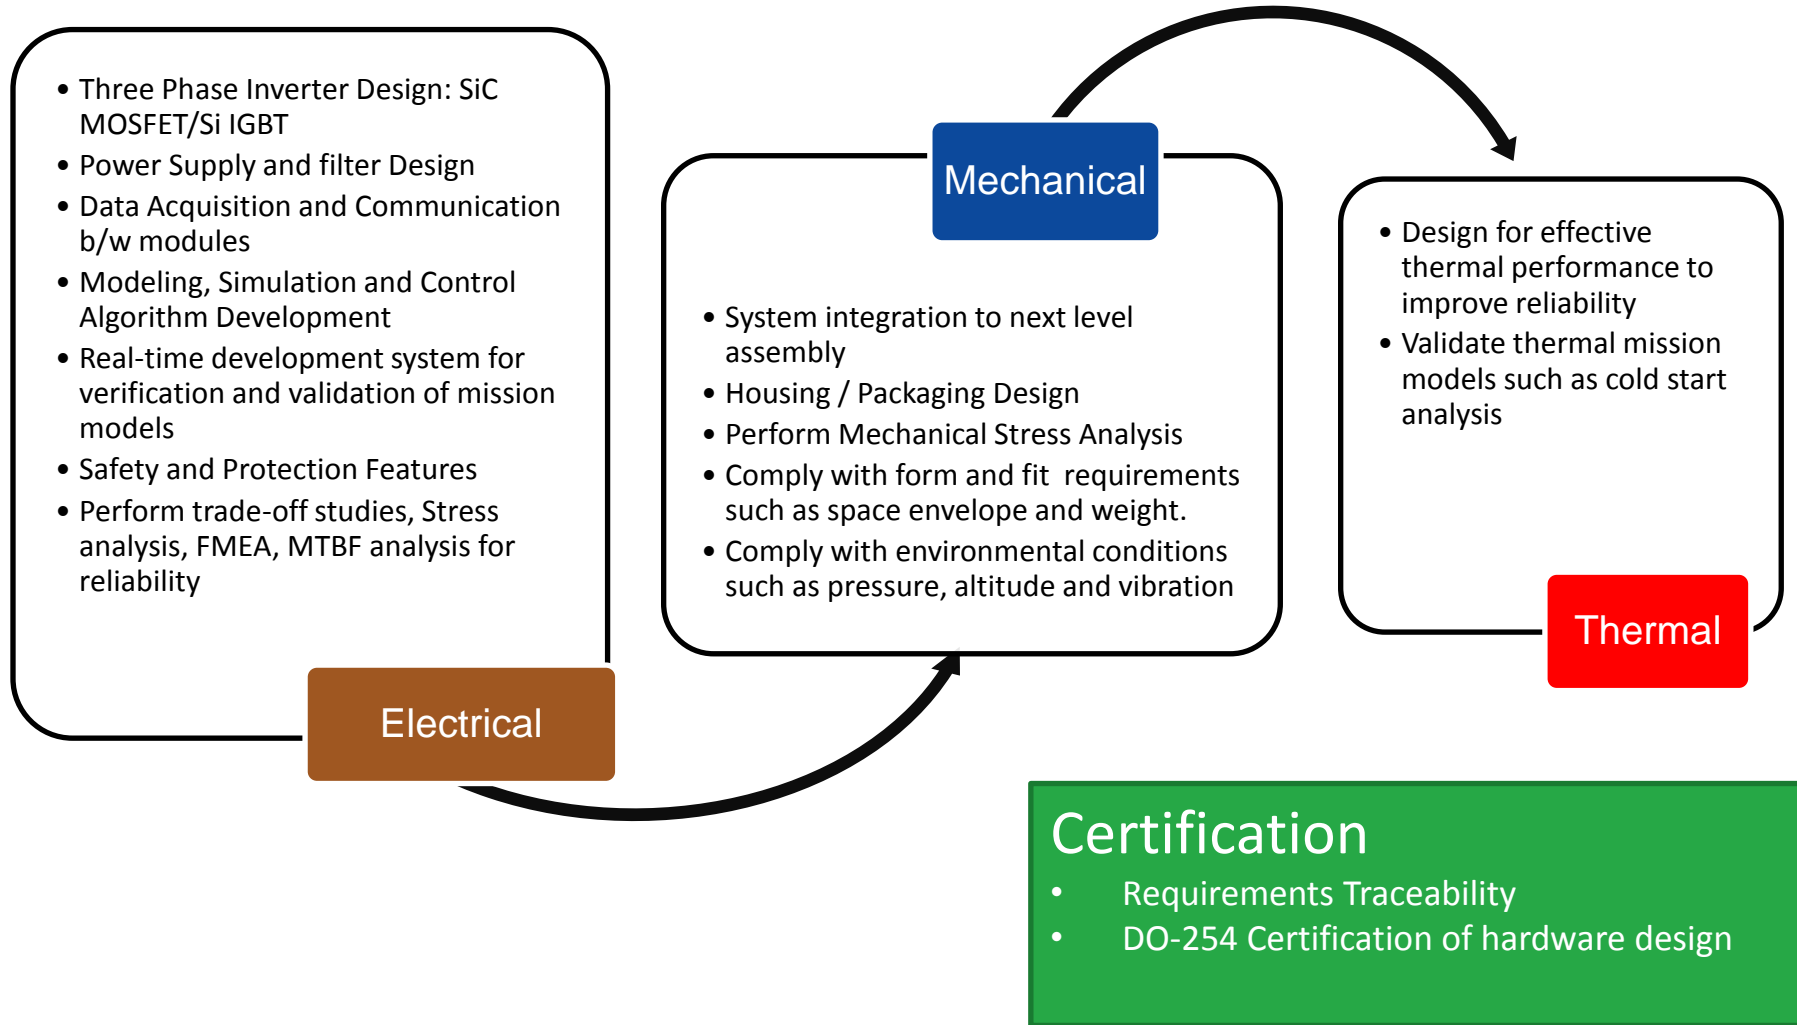 • Three Phase Inverter Design: SiC
MOSFET/Si IGBT
• Power Supply and filter Design
• Data Acquisition and Communication
b/w modules
• Modeling, Simulation and Control
Algorithm Development
• Real-time development system for
verification and validation of mission
models
• Safety and Protection Features
• Perform trade-off studies, Stress
analysis, FMEA, MTBF analysis for
reliability
Electrical
Mechanical
• System integration to next level
assembly
• Housing / Packaging Design
• Perform Mechanical Stress Analysis
• Comply with form and fit  requirements
such as space envelope and weight.
• Comply with environmental conditions
such as pressure, altitude and vibration
• Design for effective
thermal performance to
improve reliability
• Validate thermal mission
models such as cold start
analysis
Thermal
Certification
• Requirements Traceability
• DO-254 Certification of hardware design